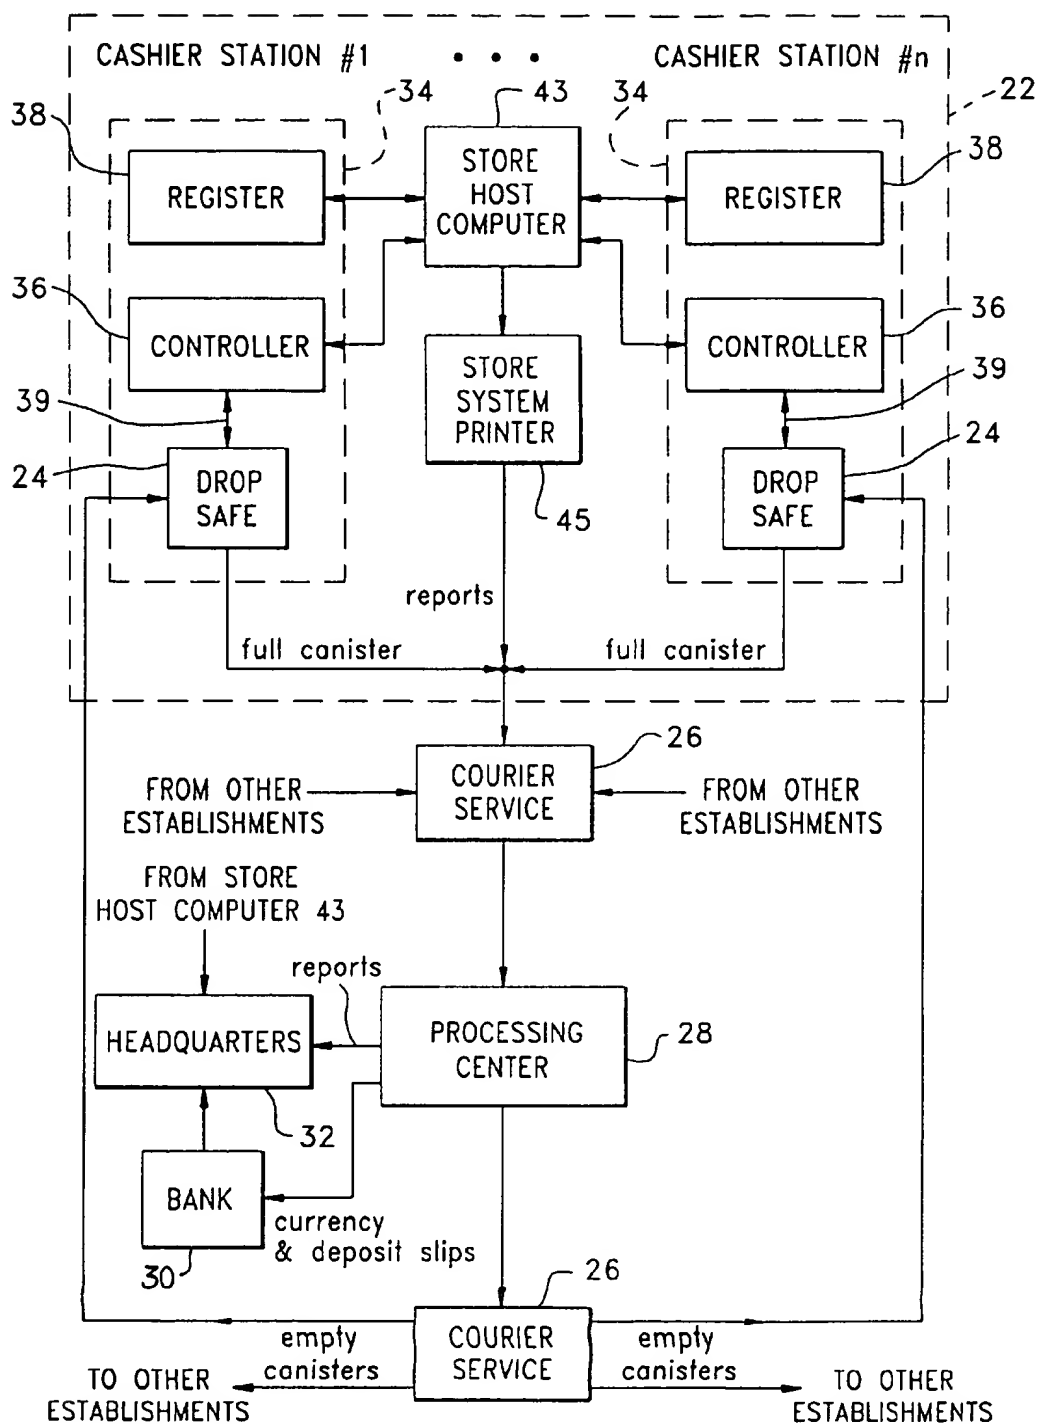 CASHIER STATION #1
• • •
CASHIER STATION #n
34
43
34
22
38
38
REGISTER
STORE
HOST
COMPUTER
REGISTER
36
36
CONTROLLER
CONTROLLER
STORE
SYSTEM
PRINTER
39
39
24
24
DROP
SAFE
DROP
SAFE
45
reports
full canister
full canister
26
COURIER
SERVICE
FROM OTHER
ESTABLISHMENTS
FROM OTHER
ESTABLISHMENTS
FROM STORE
HOST COMPUTER 43
reports
HEADQUARTERS
PROCESSING
CENTER
28
32
BANK
currency
& deposit slips
30
26
COURIER
SERVICE
empty
canisters
empty
canisters
TO OTHER
ESTABLISHMENTS
TO OTHER
ESTABLISHMENTS